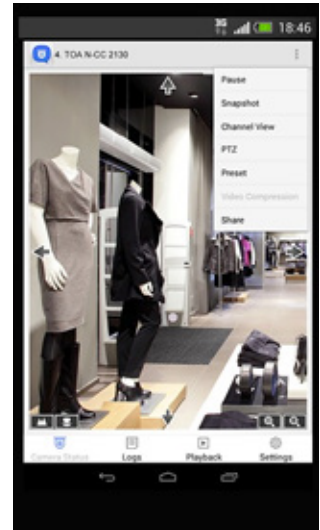 3G 18:46
4. TOA N-CC 2130
Pause
Snapshot
Channel View
PTZ
Preset
Video Compression
Share
Camera Status Logs Playback Settings